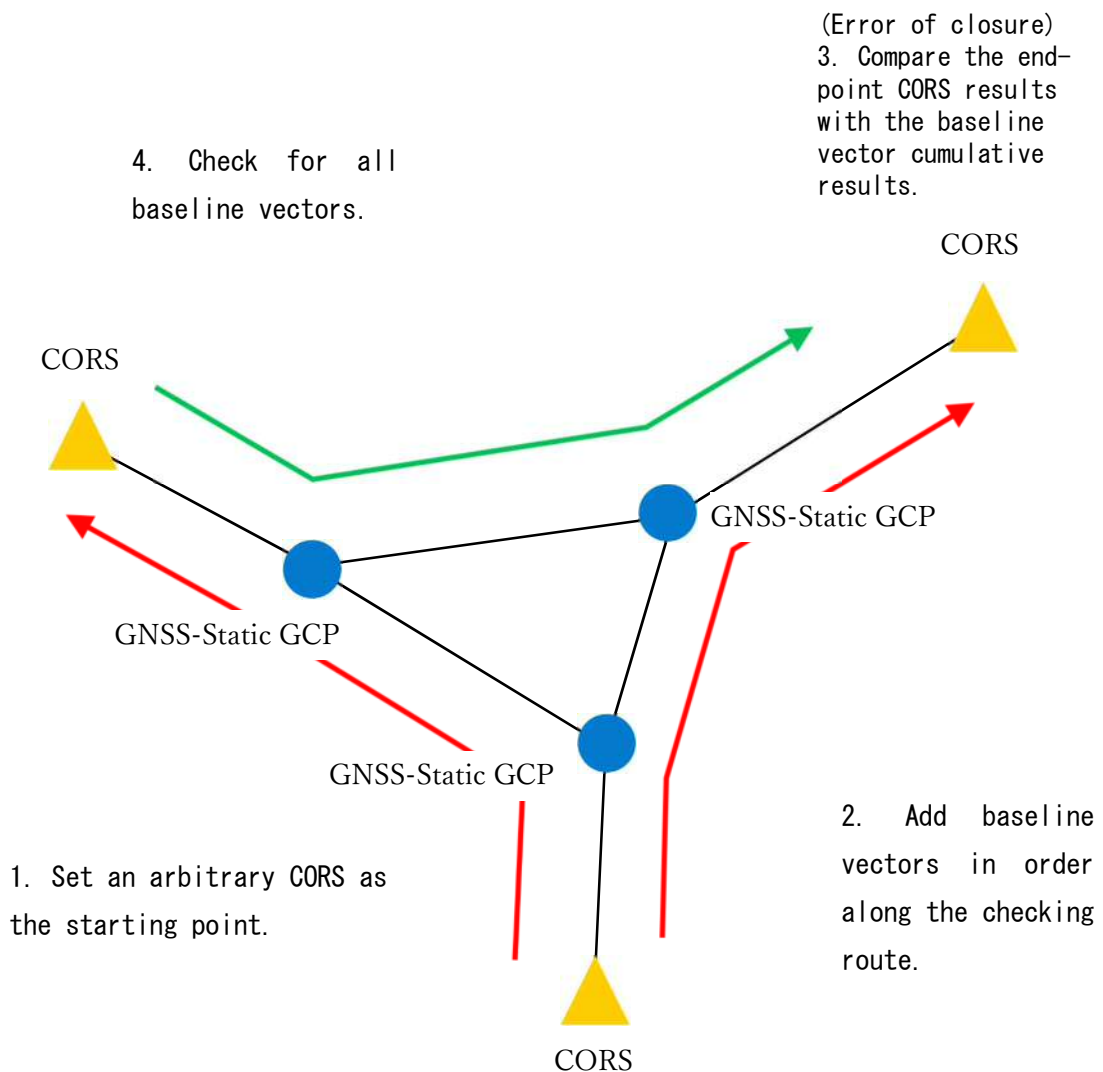 (Error of closure)
3. Compare the end-
point CORS results
with the baseline
vector cumulative
results.
4. Check for all
baseline vectors.
CORS
CORS
GNSS-Static GCP
GNSS-Static GCP
GNSS-Static GCP
2. Add baseline
vectors in order
along the checking
route.
1. Set an arbitrary CORS as
the starting point.
CORS